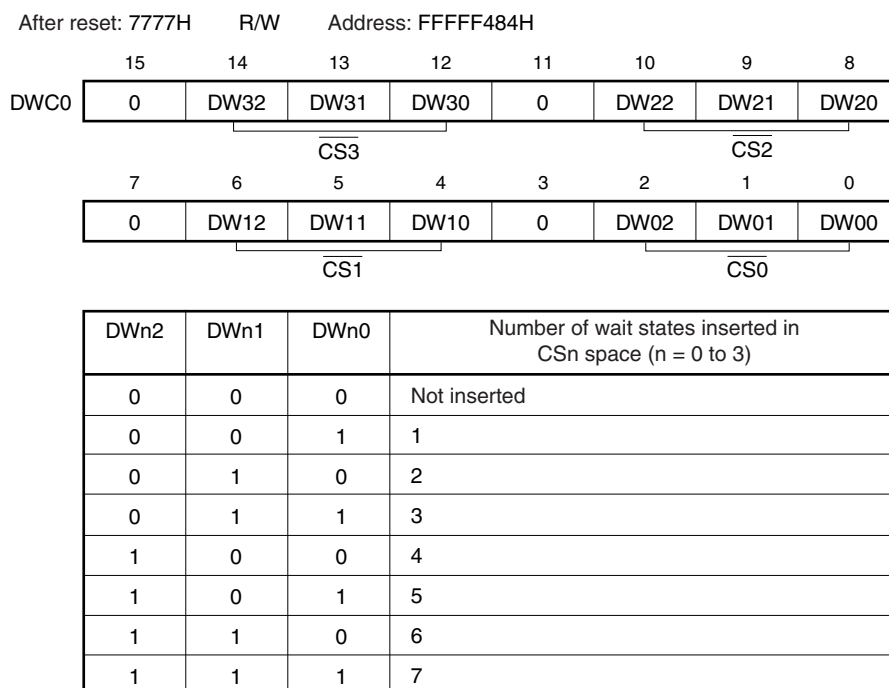 After reset: 7777H R/W Address: FFFFF484H
15 14 13 12 11 10 9 8
DWC0 0 DW32 DW31 DW30 0 DW22 DW21 DW20
CS3 CS2
7 6 5 4 3 2 1 0
0 DW12 DW11 DW10 0 DW02 DW01 DW00
CS1 CS0
DWn2 DWn1 DWn0 Number of wait states inserted in
CSn space (n = 0 to 3)
0 0 0 Not inserted
0 0 1 1
0 1 0 2
0 1 1 3
1 0 0 4
1 0 1 5
1 1 0 6
1 1 1 7